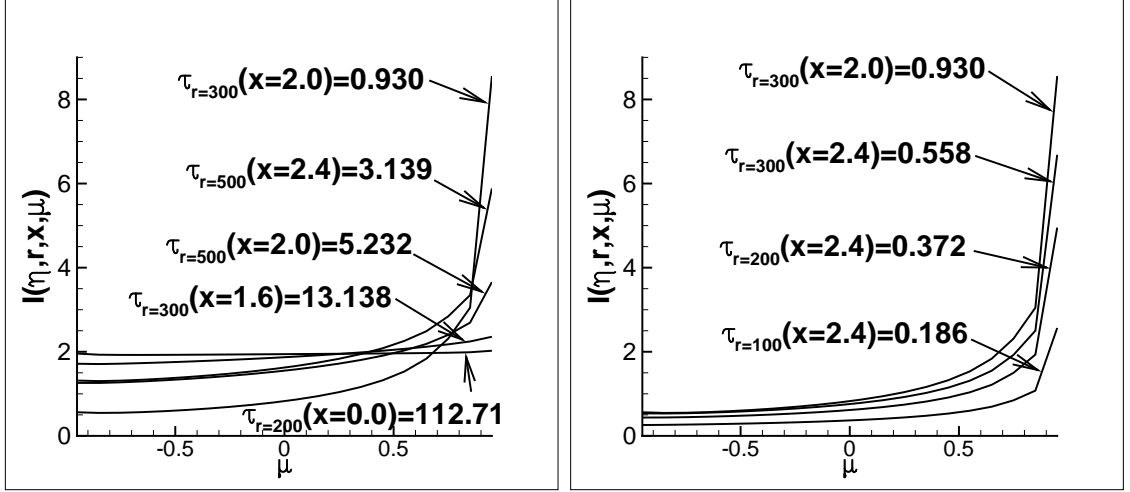 τr=300(x=2.0)=0.930
8
τr=500(x=2.4)=3.139
6
I(η,r,x,μ)
τr=500(x=2.0)=5.232
4
τr=300(x=1.6)=13.138
2
τr=200(x=0.0)=112.71
0
-0.5 0 0.5
μ
τr=300(x=2.0)=0.930
8
τr=300(x=2.4)=0.558
6
I(η,r,x,μ)
τr=200(x=2.4)=0.372
4
τr=100(x=2.4)=0.186
2
0
-0.5 0 0.5
μ